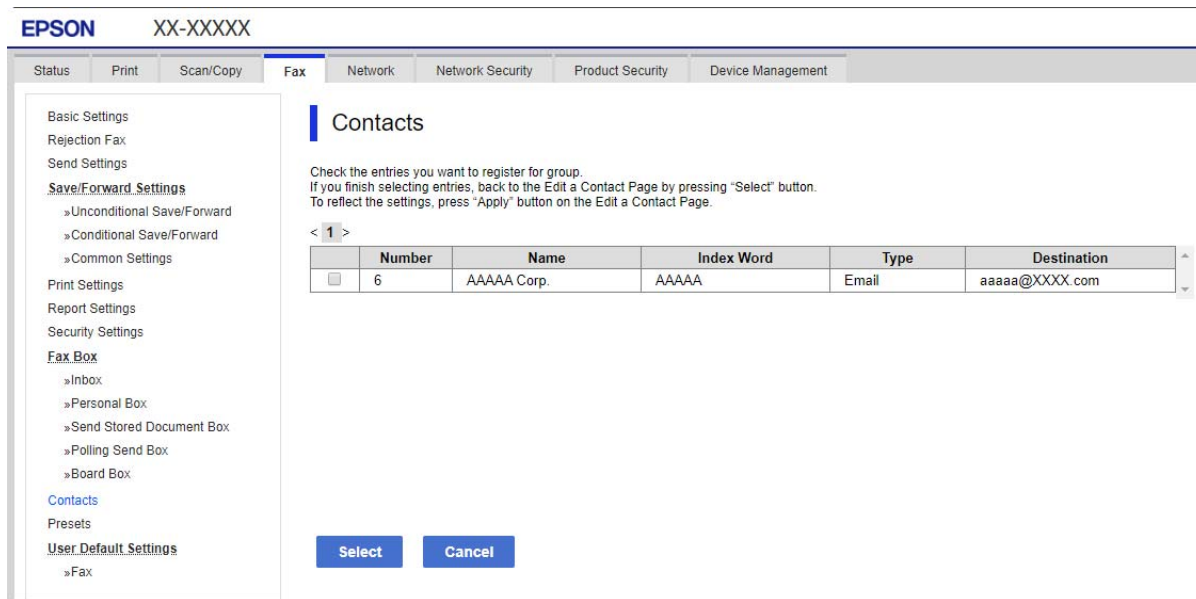 EPSON XX-XXXXX
Status Print Scan/Copy Fax Network Network Security Product Security Device Management
Basic Settings
Rejection Fax
Send Settings
Save/Forward Settings
»Unconditional Save/Forward
»Conditional Save/Forward
»Common Settings
Print Settings
Report Settings
Security Settings
Fax Box
»Inbox
»Personal Box
»Send Stored Document Box
»Polling Send Box
»Board Box
Contacts
Presets
User Default Settings
»Fax
Contacts
Check the entries you want to register for group.
If you finish selecting entries, back to the Edit a Contact Page by pressing “Select” button.
To reflect the settings, press “Apply” button on the Edit a Contact Page.
< 1 >
Number Name Index Word Type Destination
6 AAAAA Corp. AAAAA Email aaaaa@XXXX.com
Select Cancel